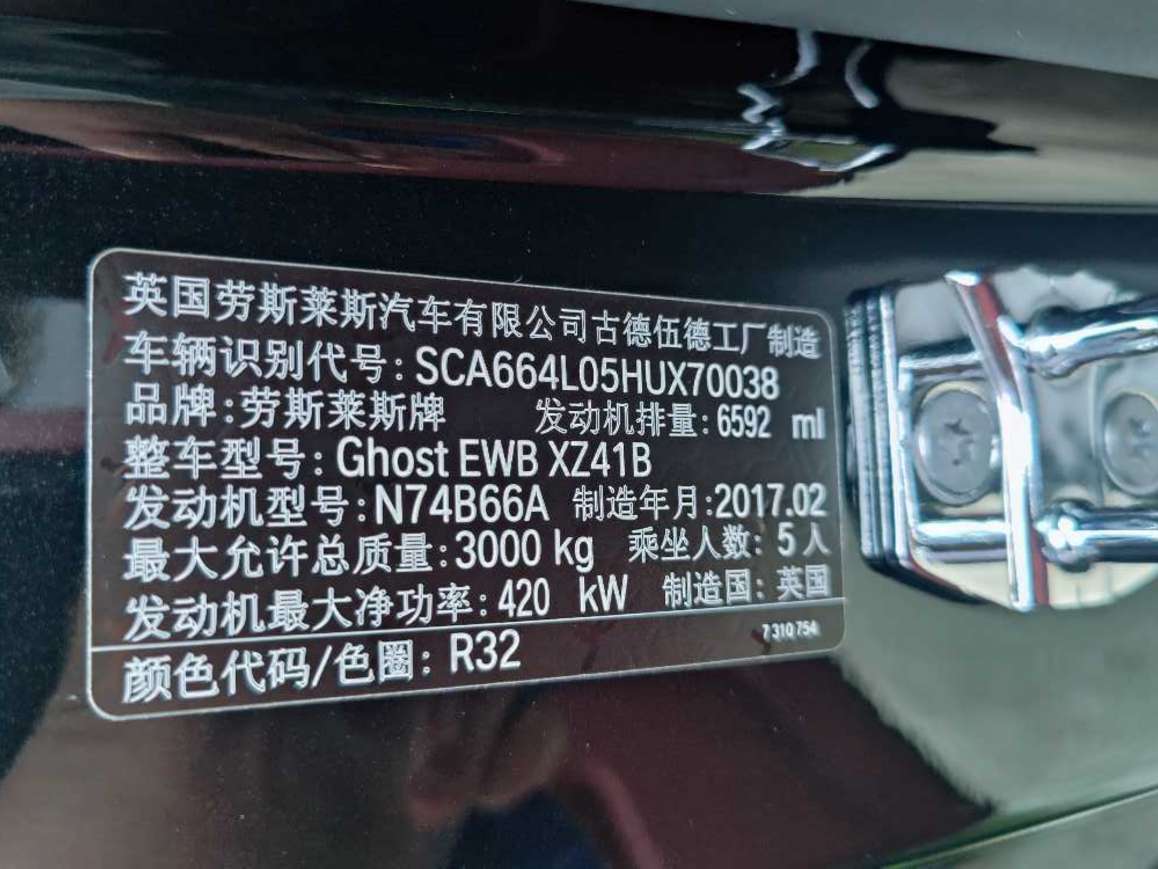 英国劳斯莱斯汽车有限公司古德伍德工厂制造
车辆识别代号:SCA664L05HUX70038
品牌:劳斯莱斯牌 发动机排量:6592 ml
整车型号:Ghost EWB XZ41B
发动机型号:N74B66A 制造年月:2017.02
最大允许总质量:3000 kg 乘坐人数:5人
发动机最大净功率:420 kW 制造国:英国
颜色代码/色圈:R32 7 310 754